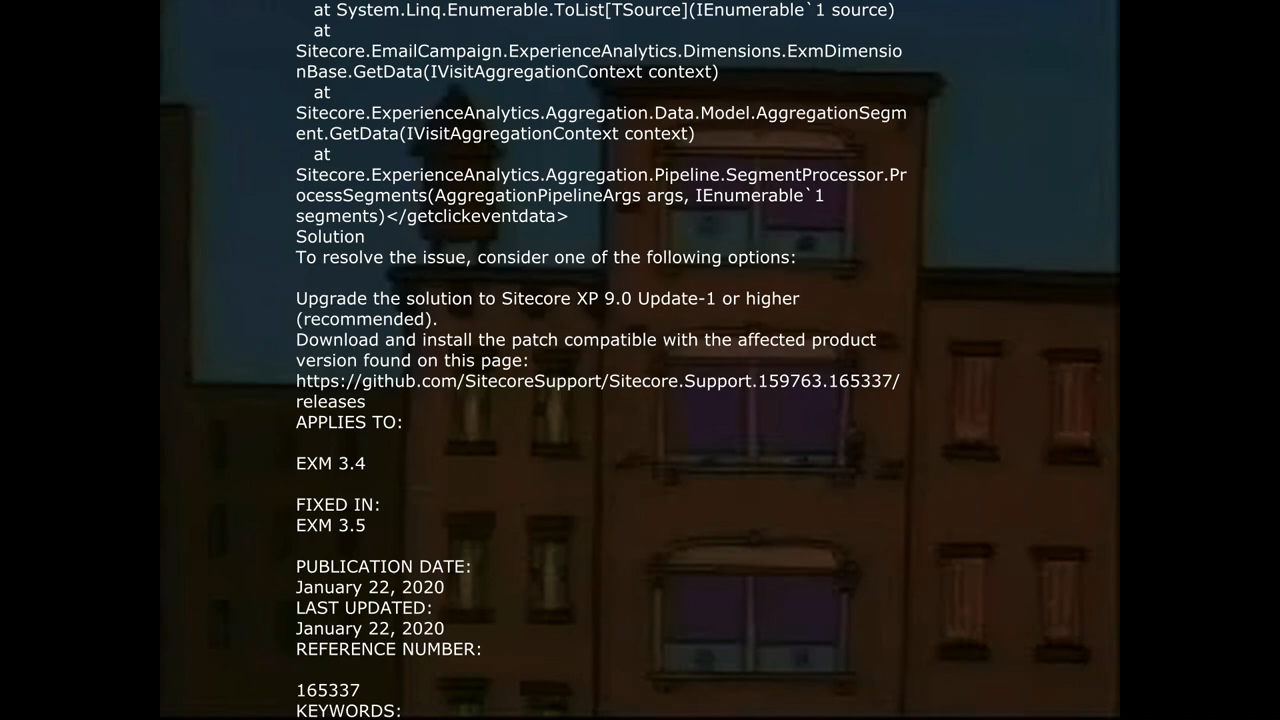 at System.Linq.Enumerable.ToList[TSource](IEnumerable`1 source)
at
Sitecore.EmailCampaign.ExperienceAnalytics.Dimensions.ExmDimensio
nBase.GetData(IVisitAggregationContext context)
at
Sitecore.ExperienceAnalytics.Aggregation.Data.Model.AggregationSegm
ent.GetData(IVisitAggregationContext context)
at
Sitecore.ExperienceAnalytics.Aggregation.Pipeline.SegmentProcessor.Pr
ocessSegments(AggregationPipelineArgs args, IEnumerable`1
segments)</getclickeventdata>
Solution
To resolve the issue, consider one of the following options:
Upgrade the solution to Sitecore XP 9.0 Update-1 or higher
(recommended).
Download and install the patch compatible with the affected product
version found on this page:
https://github.com/SitecoreSupport/Sitecore.Support.159763.165337/
releases
APPLIES TO:
EXM 3.4
FIXED IN:
EXM 3.5
PUBLICATION DATE:
January 22, 2020
LAST UPDATED:
January 22, 2020
REFERENCE NUMBER:
165337
KEYWORDS: